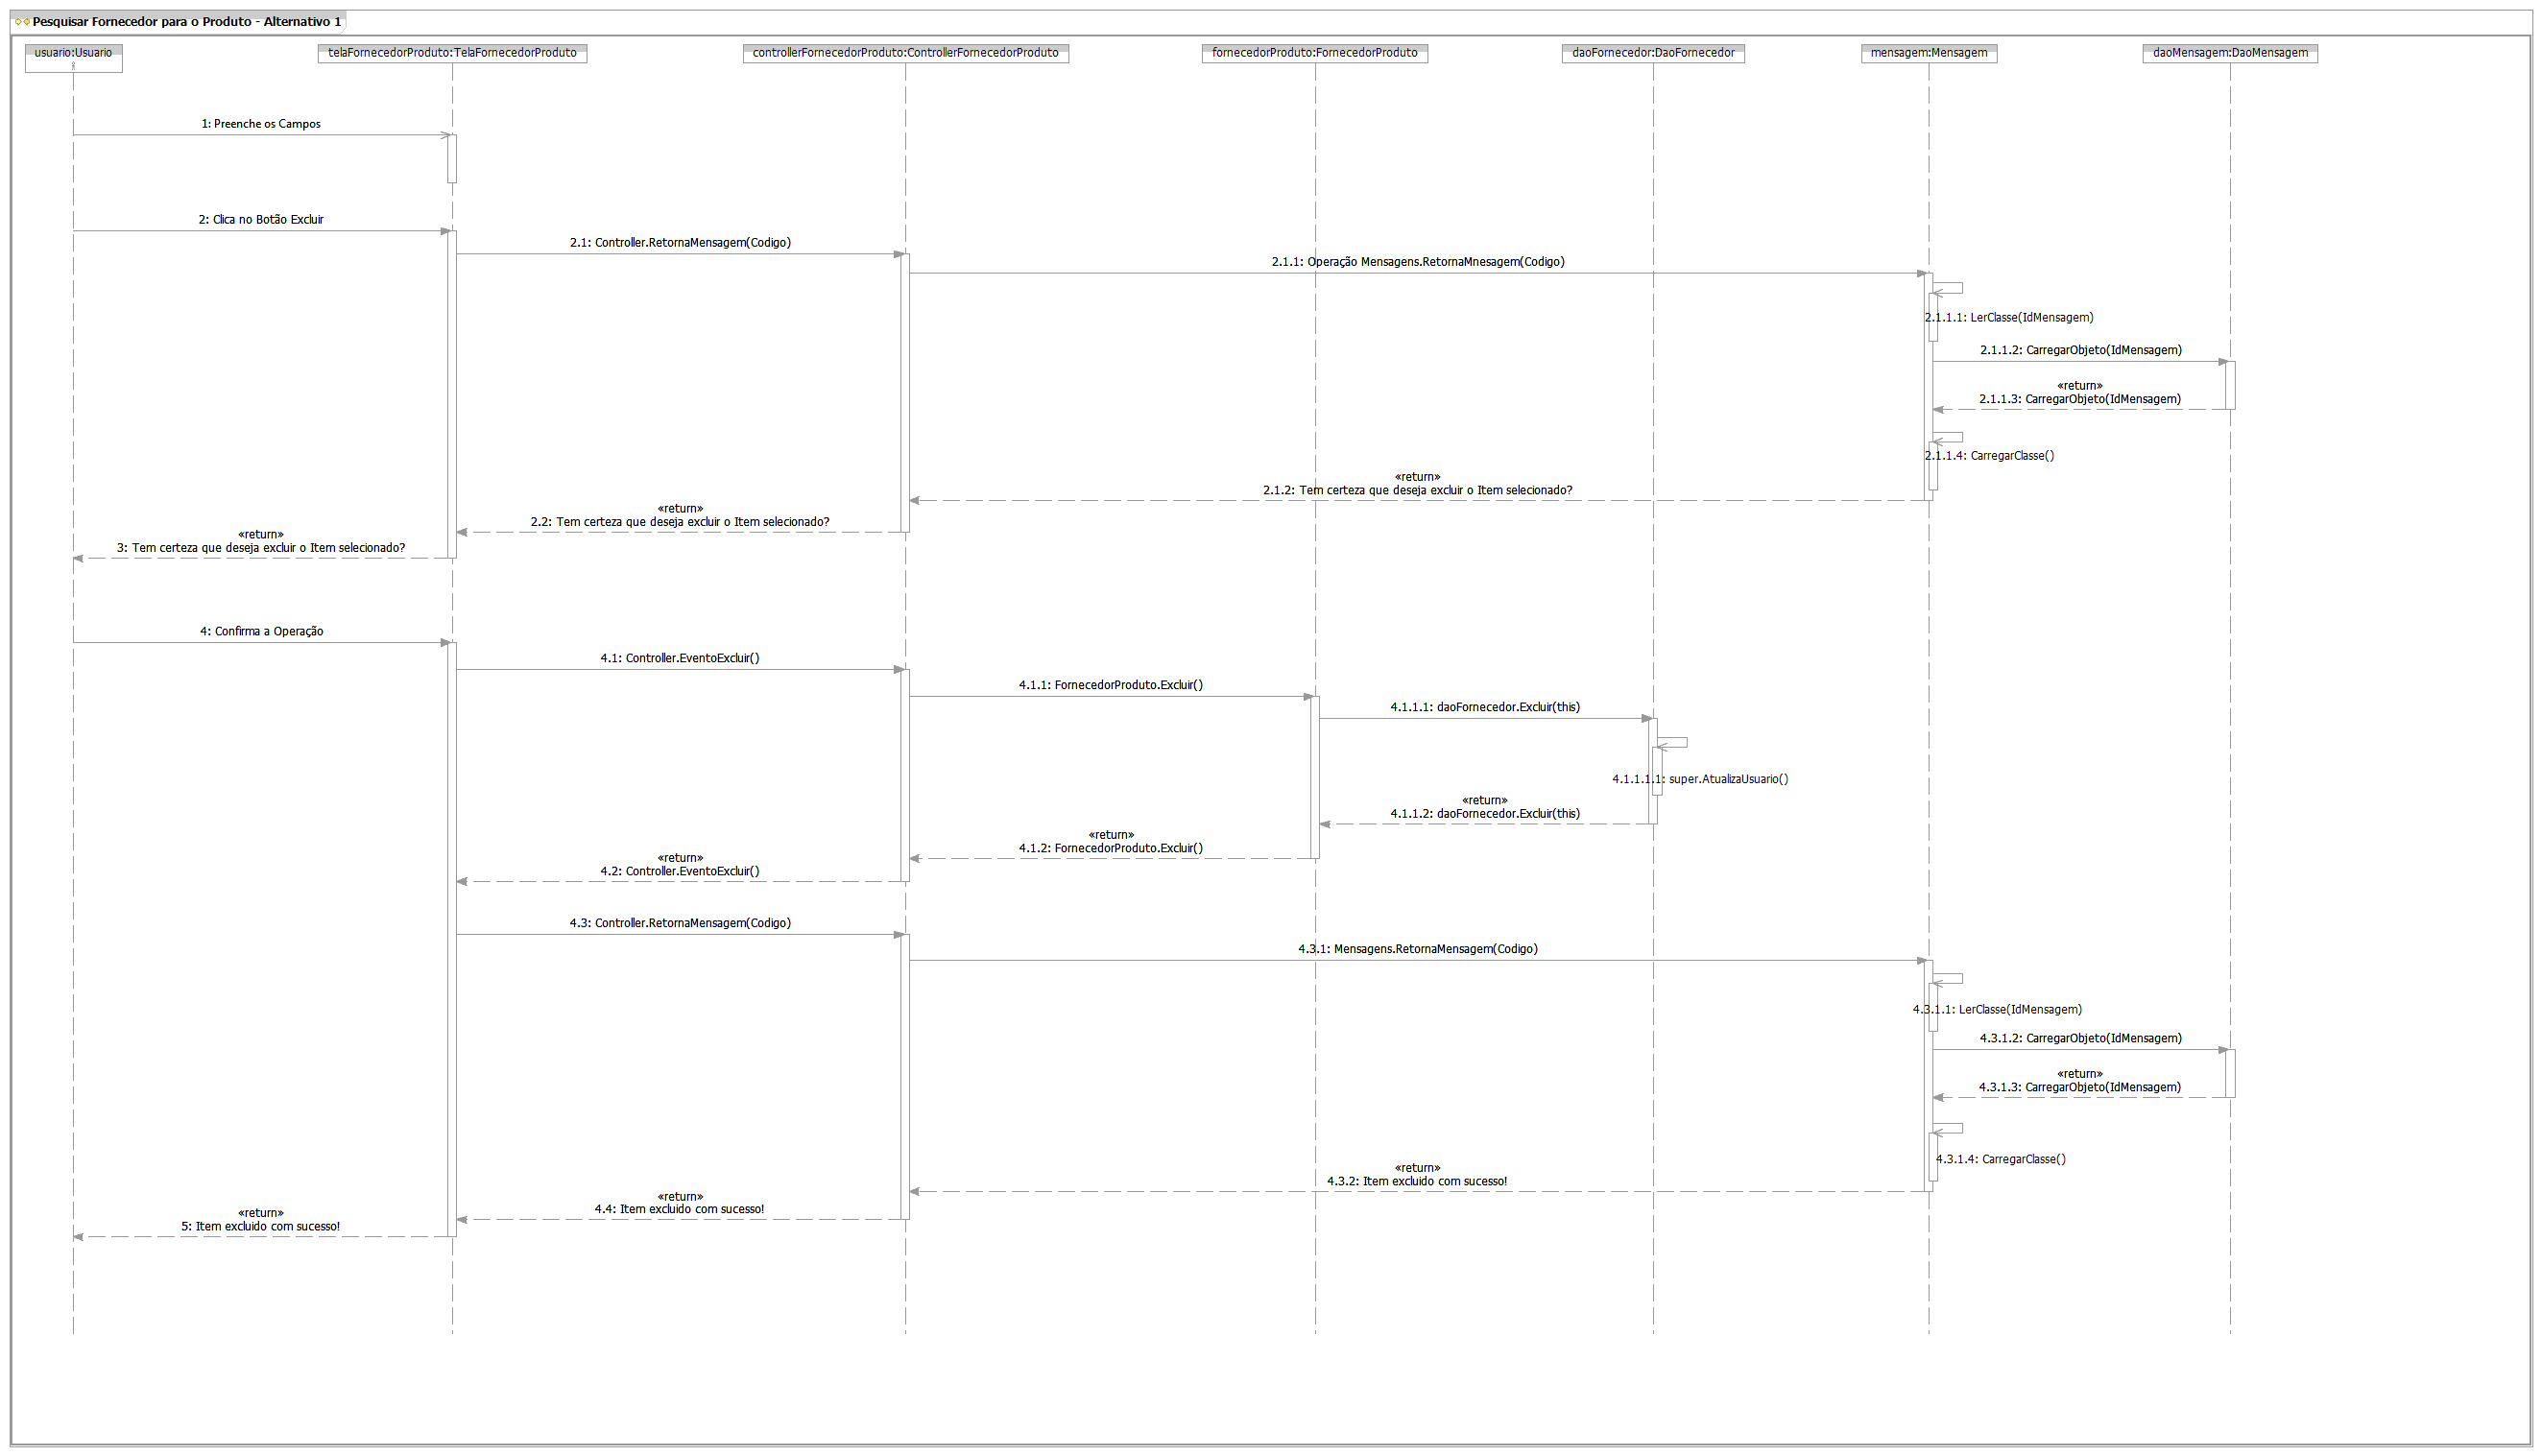 Pesquisar Fornecedor para o Produto - Alternativo 1
usuario:Usuario
telaFornecedorProduto:TelaFornecedorProduto
controllerFornecedorProduto:ControllerFornecedorProduto
fornecedorProduto:FornecedorProduto
daoFornecedor:DaoFornecedor
mensagem:Mensagem
daoMensagem:DaoMensagem
1: Preenche os Campos
2: Clica no Botão Excluir
2.1: Controller.RetornaMensagem(Codigo)
2.1.1: Operação Mensagens.RetornaMnesagem(Codigo)
2.1.1.1: LerClasse(IdMensagem)
2.1.1.2: CarregarObjeto(IdMensagem)
«return»
2.1.1.3: CarregarObjeto(IdMensagem)
2.1.1.4: CarregarClasse()
«return»
2.1.2: Tem certeza que deseja excluir o Item selecionado?
«return»
2.2: Tem certeza que deseja excluir o Item selecionado?
«return»
3: Tem certeza que deseja excluir o Item selecionado?
4: Confirma a Operação
4.1: Controller.EventoExcluir()
4.1.1: FornecedorProduto.Excluir()
4.1.1.1: daoFornecedor.Excluir(this)
4.1.1.1.1: super.AtualizaUsuario()
«return»
4.1.1.2: daoFornecedor.Excluir(this)
«return»
4.1.2: FornecedorProduto.Excluir()
«return»
4.2: Controller.EventoExcluir()
4.3: Controller.RetornaMensagem(Codigo)
4.3.1: Mensagens.RetornaMensagem(Codigo)
4.3.1.1: LerClasse(IdMensagem)
4.3.1.2: CarregarObjeto(IdMensagem)
«return»
4.3.1.3: CarregarObjeto(IdMensagem)
4.3.1.4: CarregarClasse()
«return»
4.3.2: Item excluido com sucesso!
«return»
4.4: Item excluido com sucesso!
«return»
5: Item excluido com sucesso!